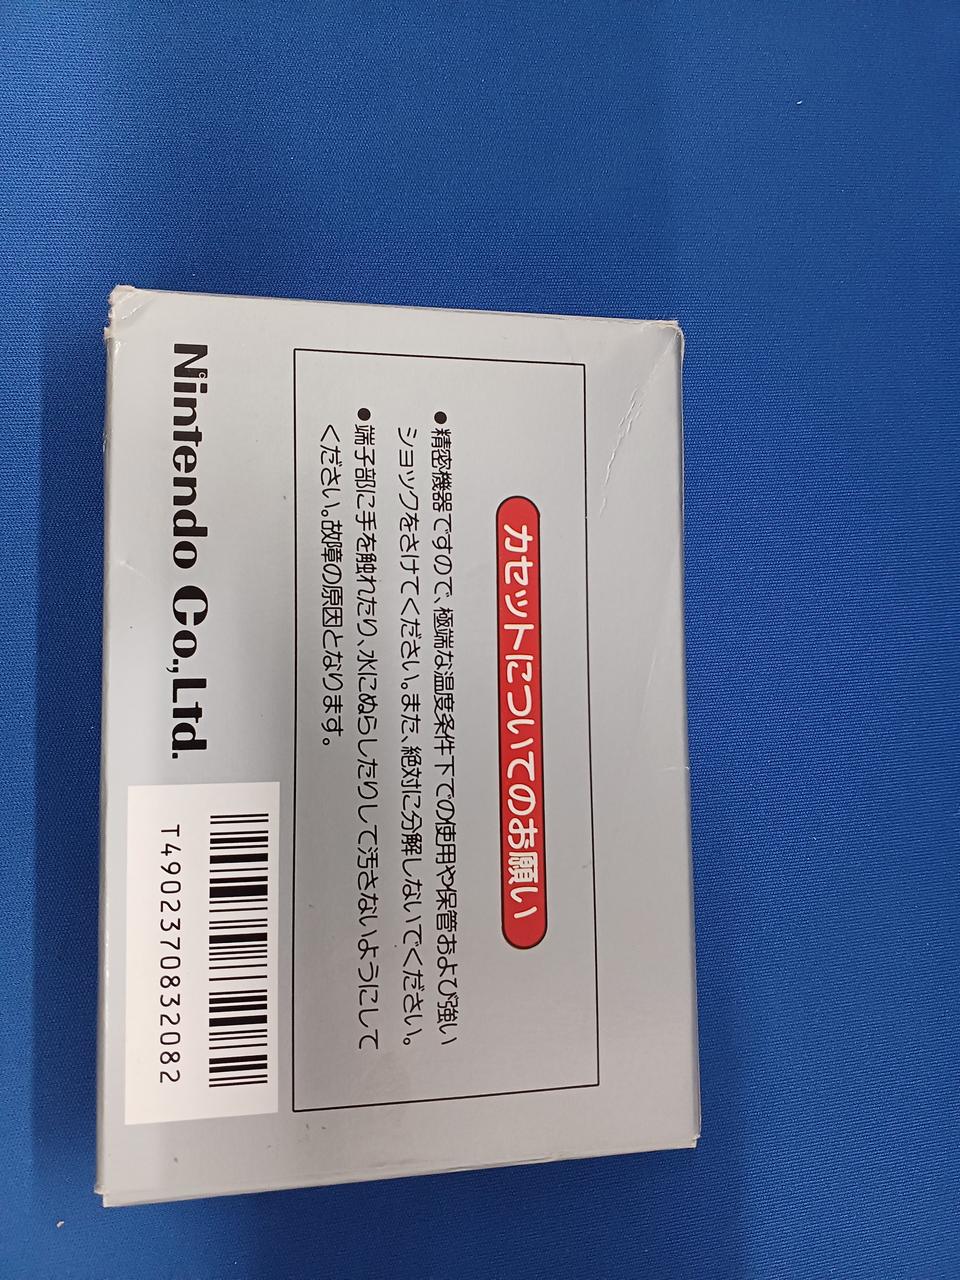 カセットについてのお願い
●精密機器ですので、極端な温度条件下での使用や保管および強い
ショックをさけてください。また、絶対に分解しないでください。
●端子部に手を触れたり、水にぬらしたりして汚さないようにして
ください。故障の原因となります。
©
Nintendo Co.,Ltd.
T4902370832082